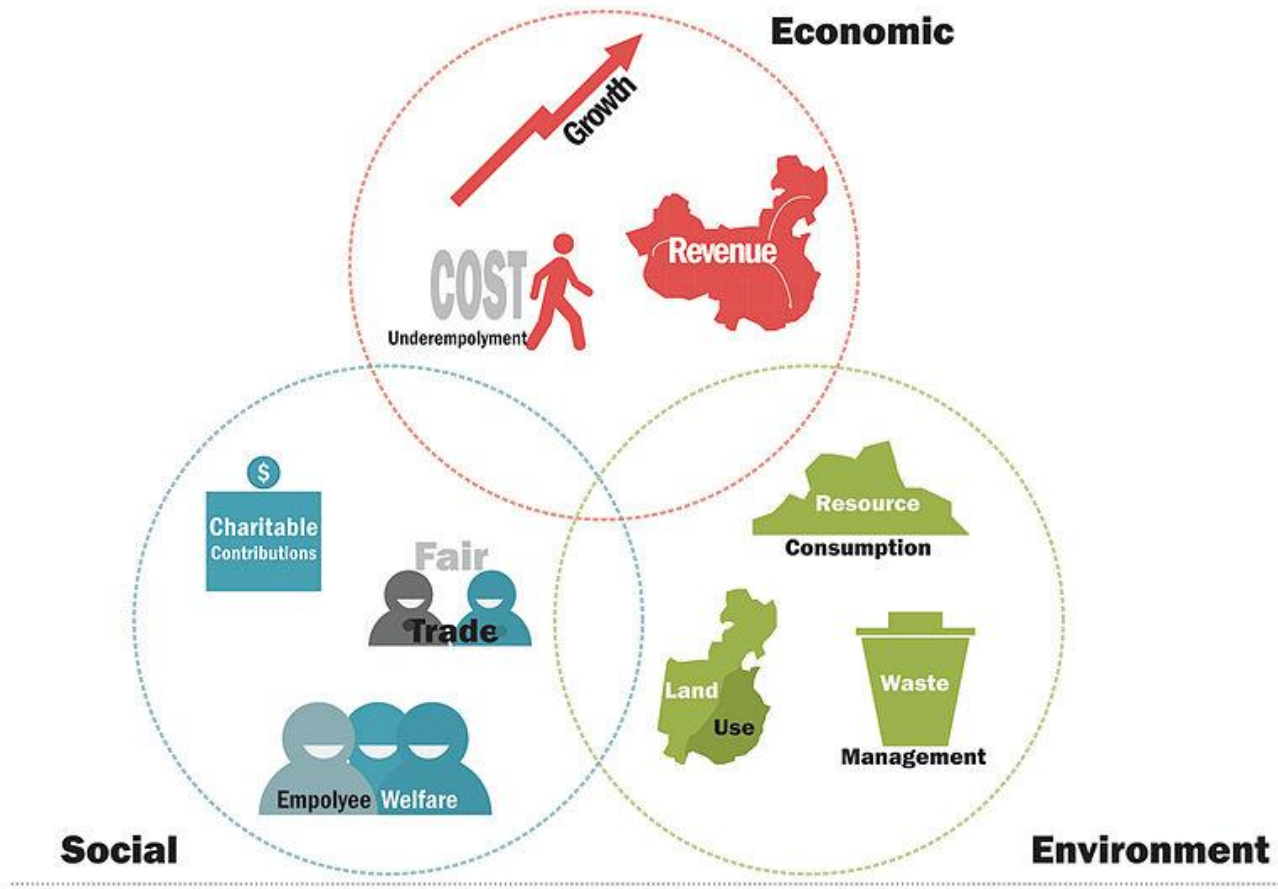 Economic
Growth
COST
Underempolyment
Revenue
$
Charitable
Contributions
Fair
Trade
Empolyee Welfare
Social
Resource
Consumption
Land
Use
Waste
Management
Environment